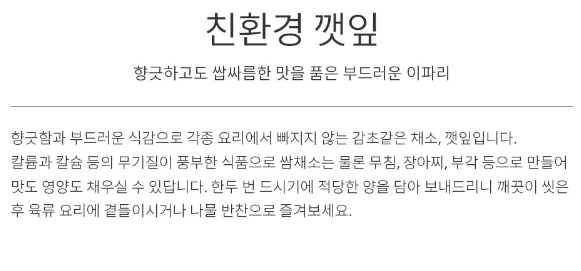 친환경 깻잎
향긋하고도 쌉싸름한 맛을 품은 부드러운 이파리
향긋함과 부드러운 식감으로 각종 요리에서 빠지지 않는 감초같은 채소, 깻잎입니다.
칼륨과 칼슘 등의 무기질이 풍부한 식품으로 쌈채소는 물론 무침, 장아찌, 부각 등으로 만들어
맛도 영양도 채우실 수 있답니다. 한두 번 드시기에 적당한 양을 담아 보내드리니 깨끗이 씻은
후 육류 요리에 곁들이시거나 나물 반찬으로 즐겨보세요.